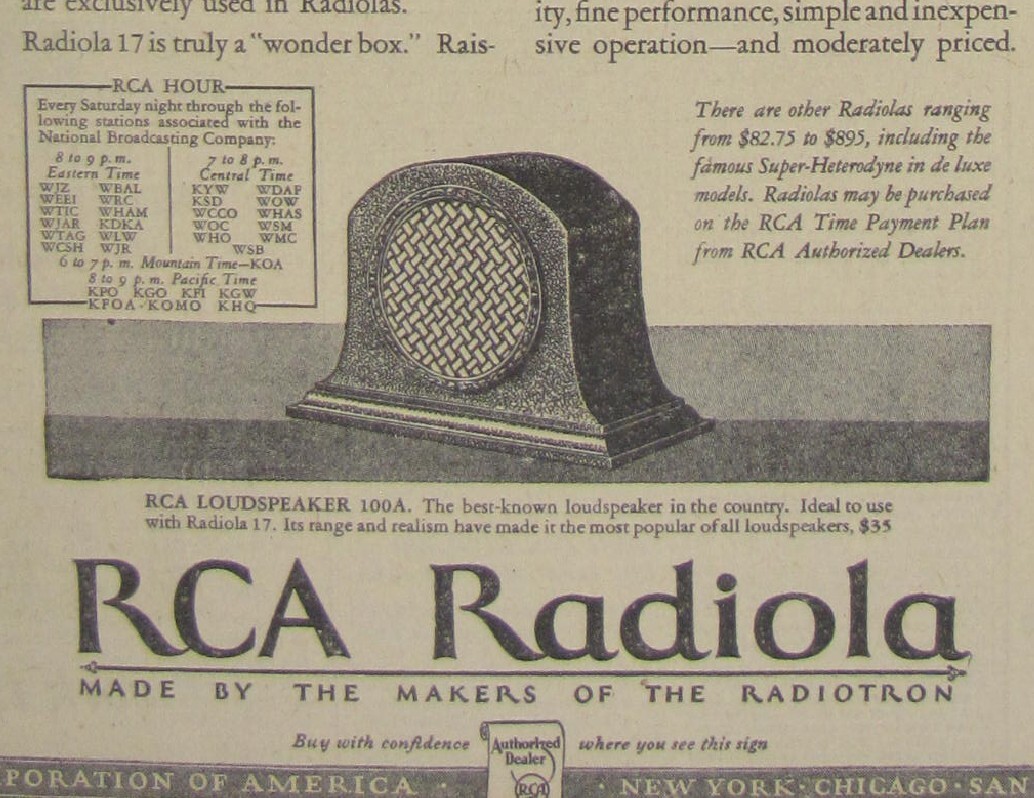 are exclusively used in Radiolas.
Radiola 17 is truly a "wonder box." Rais-
ity, fine performance, simple and inexpen-
sive operation—and moderately priced.
RCA HOUR
Every Saturday night through the fol-
lowing stations associated with the
National Broadcasting Company:
8 to 9 p. m.
Eastern Time
WJZ WBAL
WEEI WRC
WTIC WHAM
WJAR KDKA
WTAG WLW
WCSH WJR
7 to 8 p. m.
Central Time
KYW WDAF
KSD WOW
WCCO WHAS
WOC WSM
WHO WMC
WSB
6 to 7 p. m. Mountain Time—KOA
8 to 9 p. m. Pacific Time
KPO KGO KFI KGW
KFOA · KOMO KHQ
There are other Radiolas ranging
from $82.75 to $895, including the
famous Super-Heterodyne in de luxe
models. Radiolas may be purchased
on the RCA Time Payment Plan
from RCA Authorized Dealers.
RCA LOUDSPEAKER 100A. The best-known loudspeaker in the country. Ideal to use
with Radiola 17. Its range and realism have made it the most popular of all loudspeakers, $35
RCA Radiola
MADE BY THE MAKERS OF THE RADIOTRON
Buy with confidence
Authorized
Dealer
RCA
where you see this sign
PORATION OF AMERICA · · NEW YORK · CHICAGO · SAN